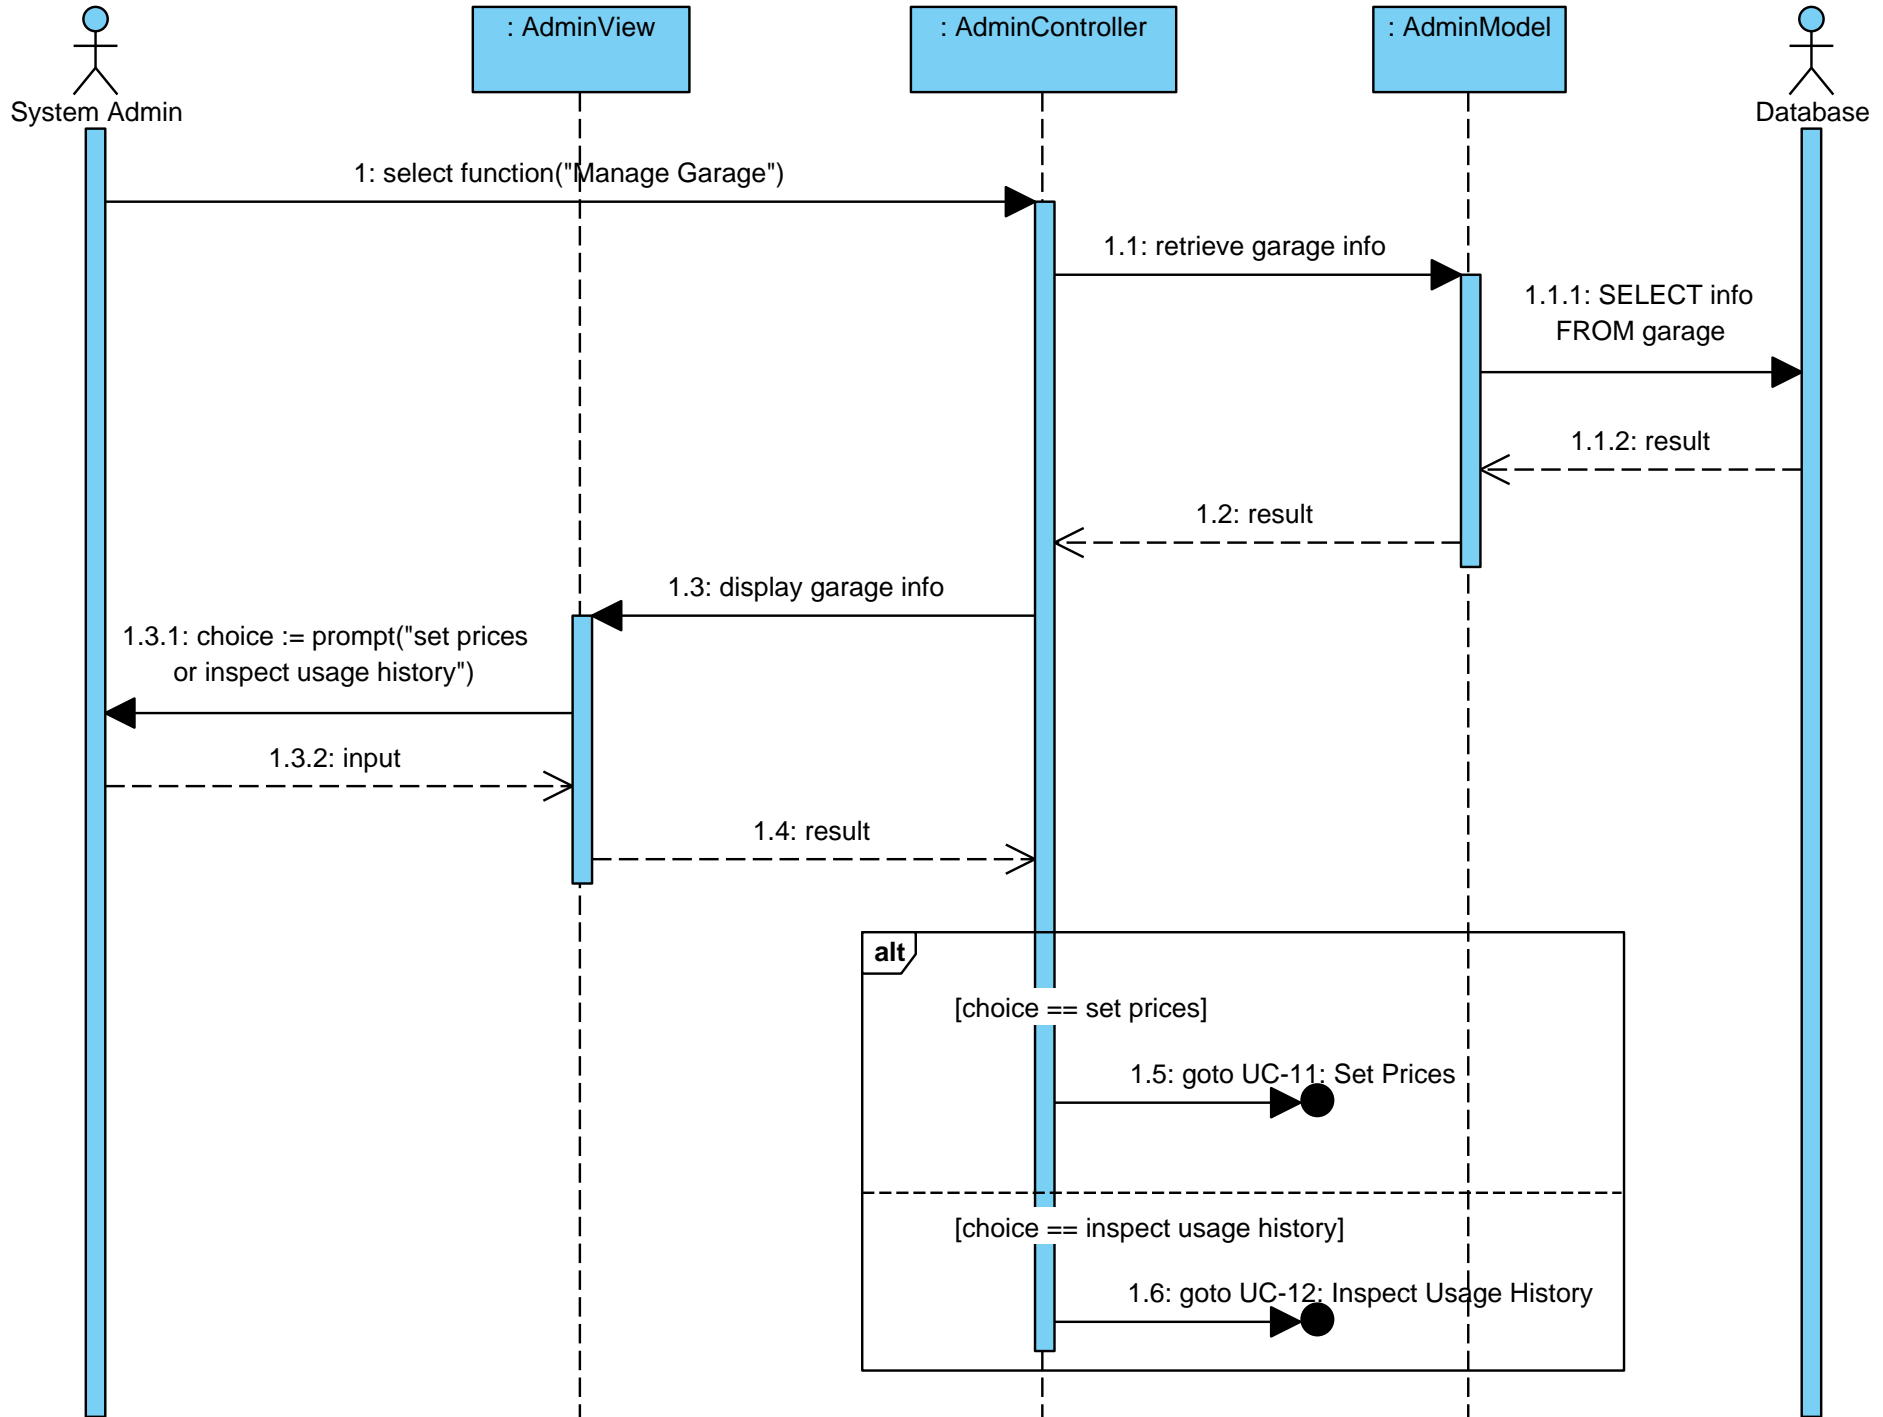 System Admin
: AdminView
: AdminController
: AdminModel
Database
1: select function("Manage Garage")
1.1: retrieve garage info
1.1.1: SELECT info
FROM garage
1.1.2: result
1.2: result
1.3: display garage info
1.3.1: choice := prompt("set prices
or inspect usage history")
1.3.2: input
1.4: result
alt
[choice == set prices]
1.5: goto UC-11: Set Prices
[choice == inspect usage history]
1.6: goto UC-12: Inspect Usage History